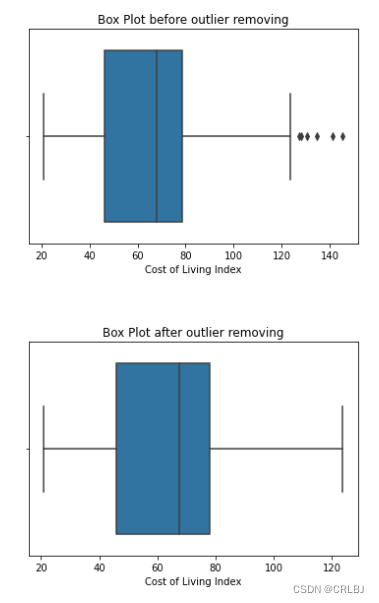 Box Plot before outlier removing
20 40 60 80 100 120 140
Cost of Living Index
Box Plot after outlier removing
20 40 60 80 100 120
Cost of Living Index
CSDN @CRLBJ